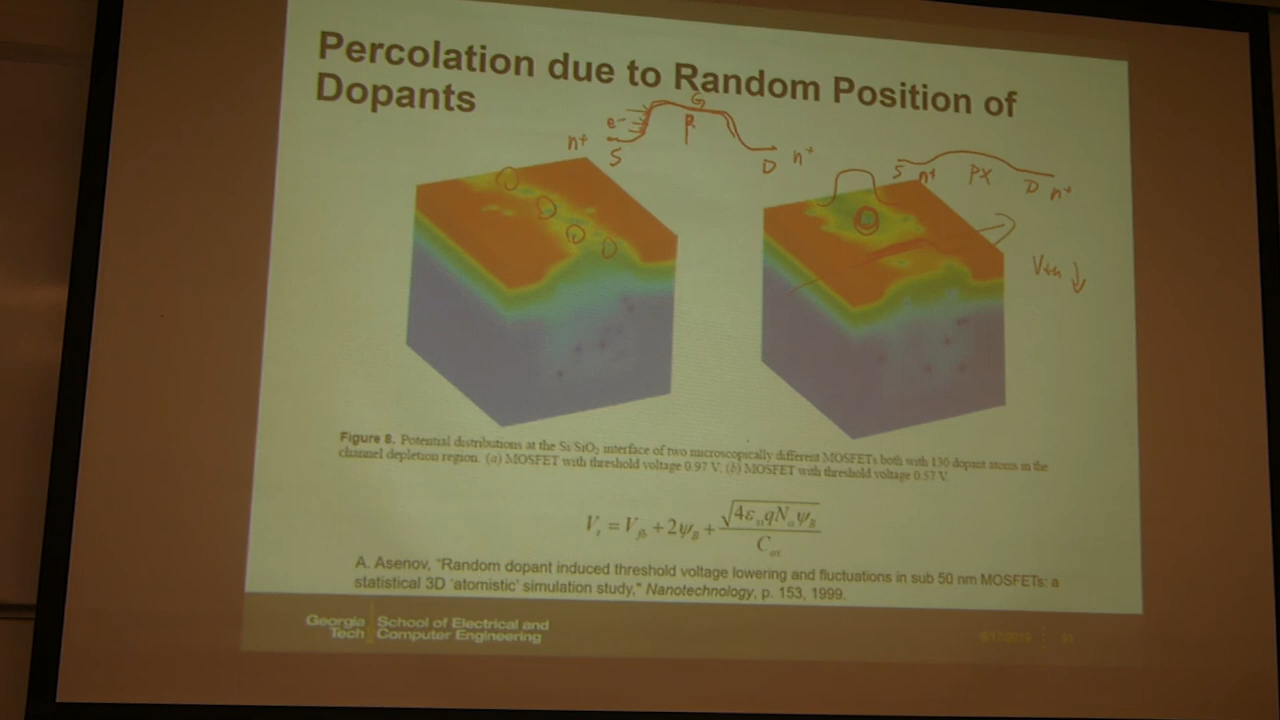 Percolation due to Random Position of
Dopants
G
e-
n+
S
D
n+
S
n+
D
n+
Vth ↓
Figure 8. Potential distributions at the Si/SiO₂ interface of two microscopically different MOSFETs both with 130 dopant atoms in the
channel depletion region. (a) MOSFET with threshold voltage 0.97 V. (b) MOSFET with threshold voltage 0.57 V.
A. Asenov, "Random dopant induced threshold voltage lowering and fluctuations in sub 50 nm MOSFETs: a
statistical 3D 'atomistic' simulation study," Nanotechnology, p. 153, 1999.
Georgia
Tech
School of Electrical and
Computer Engineering
91